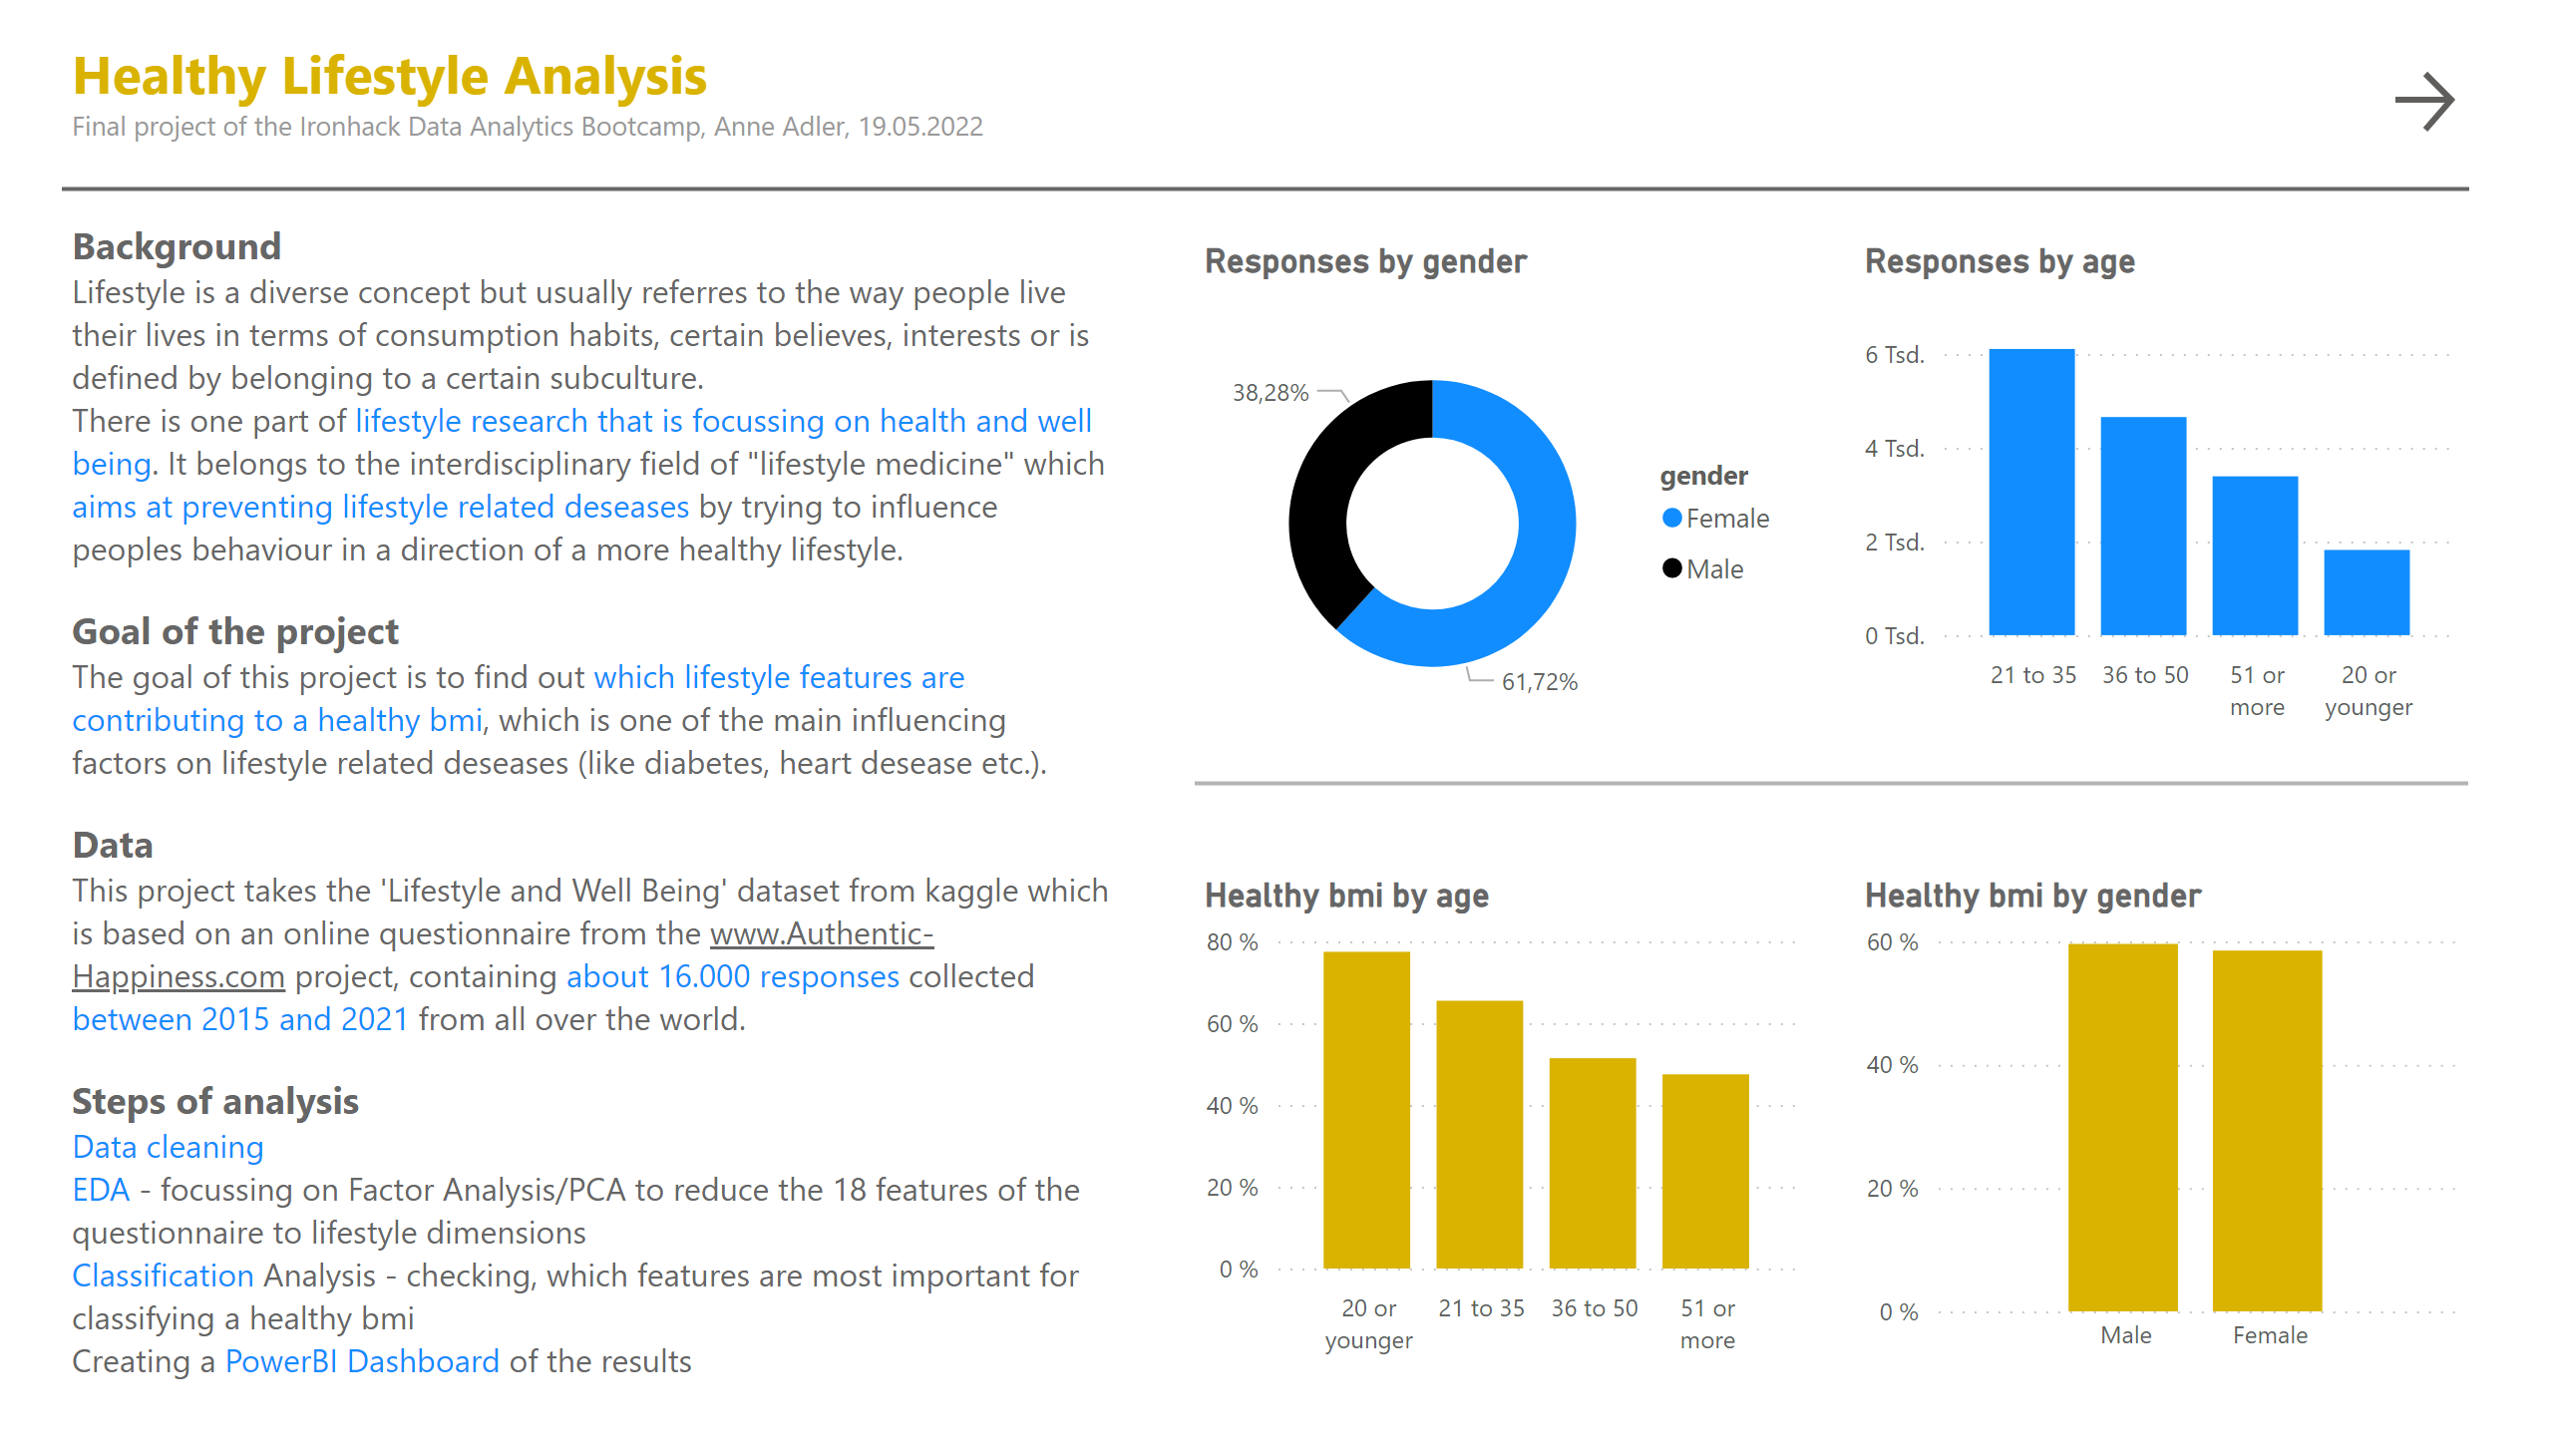 Healthy Lifestyle Analysis
Final project of the Ironhack Data Analytics Bootcamp, Anne Adler, 19.05.2022
Background
Lifestyle is a diverse concept but usually referres to the way people live
their lives in terms of consumption habits, certain believes, interests or is
defined by belonging to a certain subculture.
There is one part of lifestyle research that is focussing on health and well
being. It belongs to the interdisciplinary field of "lifestyle medicine" which
aims at preventing lifestyle related deseases by trying to influence
peoples behaviour in a direction of a more healthy lifestyle.
Goal of the project
The goal of this project is to find out which lifestyle features are
contributing to a healthy bmi, which is one of the main influencing
factors on lifestyle related deseases (like diabetes, heart desease etc.).
Data
This project takes the 'Lifestyle and Well Being' dataset from kaggle which
is based on an online questionnaire from the www.Authentic-
Happiness.com project, containing about 16.000 responses collected
between 2015 and 2021 from all over the world.
Steps of analysis
Data cleaning
EDA - focussing on Factor Analysis/PCA to reduce the 18 features of the
questionnaire to lifestyle dimensions
Classification Analysis - checking, which features are most important for
classifying a healthy bmi
Creating a PowerBI Dashboard of the results
Responses by gender
38,28%
61,72%
gender
Female
Male
Responses by age
6 Tsd.
4 Tsd.
2 Tsd.
0 Tsd.
21 to 35 36 to 50 51 or 20 or
more younger
Healthy bmi by age
80 %
60 %
40 %
20 %
0 %
20 or 21 to 35 36 to 50 51 or
younger more
Healthy bmi by gender
60 %
40 %
20 %
0 %
Male Female